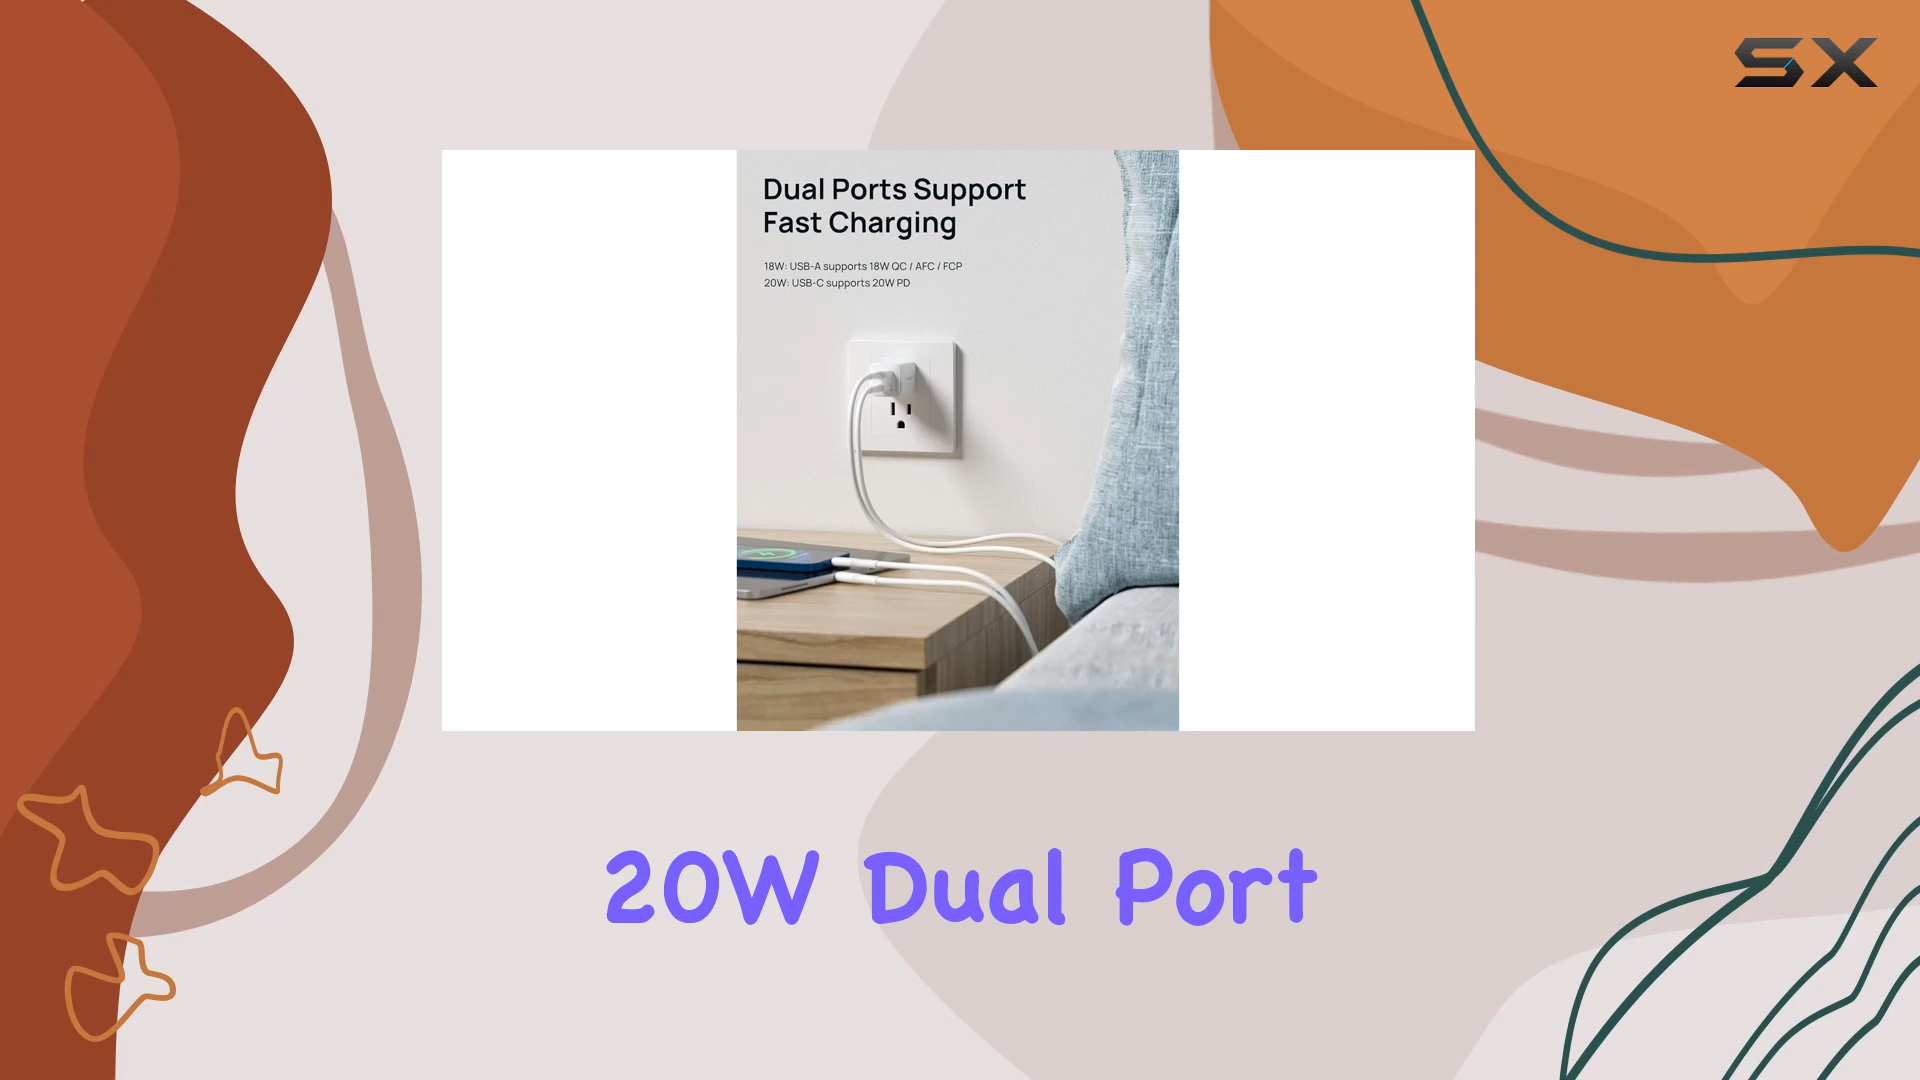 SX
Dual Ports Support
Fast Charging
18W: USB-A supports 18W QC / AFC / FCP
20W: USB-C supports 20W PD
20W Dual Port